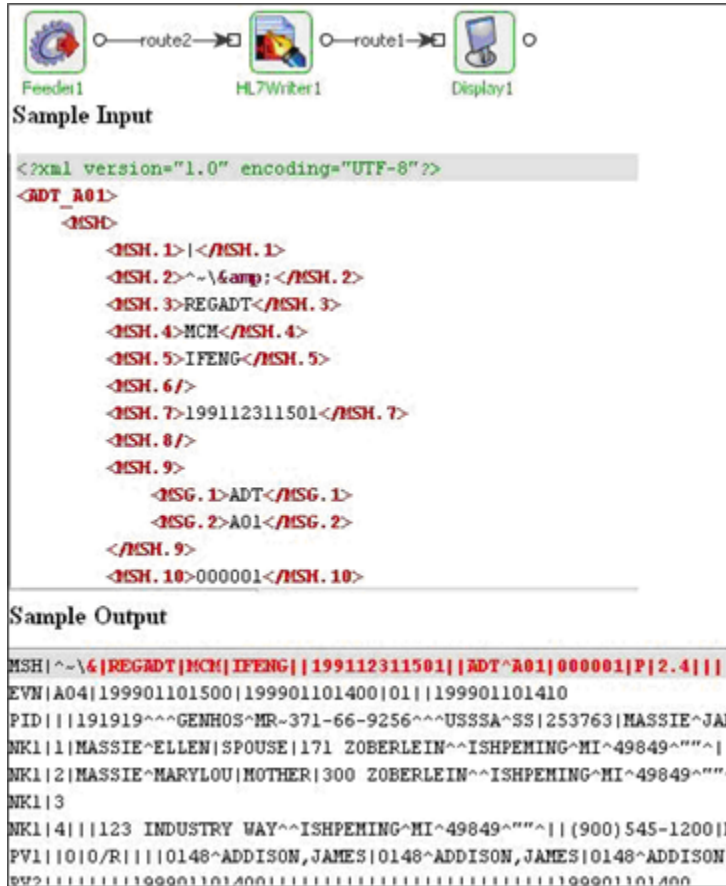 route2 route1
Feeder1 HL7Writer1 Display1
Sample Input
<?xml version="1.0" encoding="UTF-8"?>
<ADT_A01>
<MSH>
<MSH.1>|</MSH.1>
<MSH.2>^~\&amp;</MSH.2>
<MSH.3>REGADT</MSH.3>
<MSH.4>MCM</MSH.4>
<MSH.5>IFENG</MSH.5>
<MSH.6/>
<MSH.7>199112311501</MSH.7>
<MSH.8/>
<MSH.9>
<MSG.1>ADT</MSG.1>
<MSG.2>A01</MSG.2>
</MSH.9>
<MSH.10>000001</MSH.10>
Sample Output
MSH|^~\&|REGADT|MCM|IFENG||199112311501||ADT^A01|000001|P|2.4|||
EVN|A04|199901101500|199901101400|01||199901101410
PID|||191919^^^GENHOS^MR~371-66-9256^^^USSSA^SS|253763|MASSIE^JA
NK1|1|MASSIE^ELLEN|SPOUSE|171 ZOBERLEIN^^ISHPEMING^MI^49849^""^|
NK1|2|MASSIE^MARYLOU|MOTHER|300 ZOBERLEIN^^ISHPEMING^MI^49849^""^
NK1|3
NK1|4|||123 INDUSTRY WAY^^ISHPEMING^MI^49849^""^||(900)545-1200|
PV1||O|0/R||||0148^ADDISON,JAMES|0148^ADDISON,JAMES|0148^ADDISON
PV2||||||||199901101400||||||||||||||||||||||||||199901101400